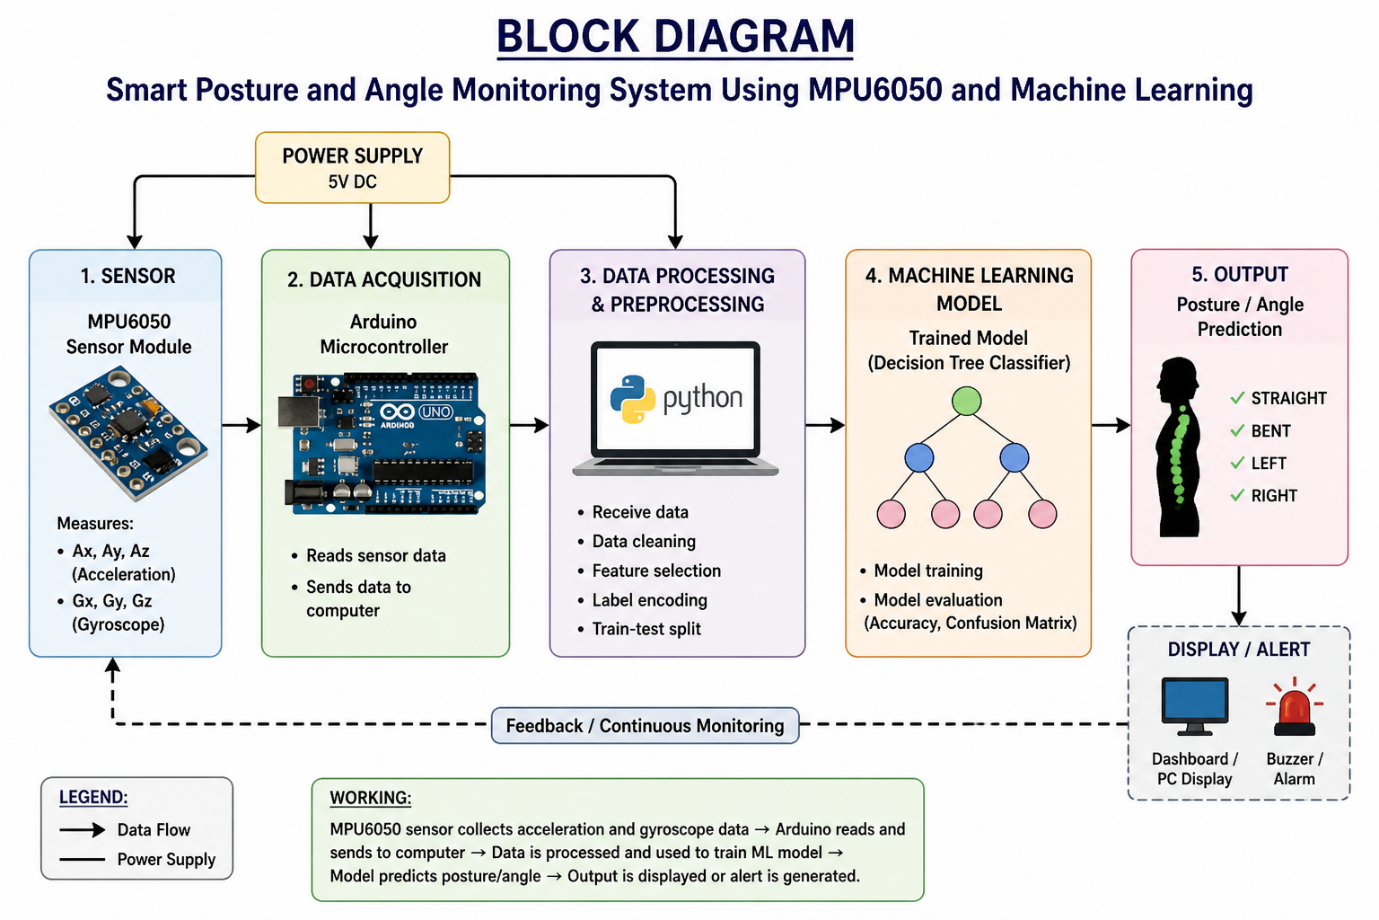 BLOCK DIAGRAM
Smart Posture and Angle Monitoring System Using MPU6050 and Machine Learning
POWER SUPPLY
5V DC
1. SENSOR
MPU6050
Sensor Module
Measures:
• Ax, Ay, Az
(Acceleration)
• Gx, Gy, Gz
(Gyroscope)
2. DATA ACQUISITION
Arduino
Microcontroller
UNO
ARDUINO
• Reads sensor data
• Sends data to
computer
3. DATA PROCESSING
& PREPROCESSING
python
• Receive data
• Data cleaning
• Feature selection
• Label encoding
• Train-test split
4. MACHINE LEARNING
MODEL
Trained Model
(Decision Tree Classifier)
• Model training
• Model evaluation
(Accuracy, Confusion Matrix)
5. OUTPUT
Posture / Angle
Prediction
✓ STRAIGHT
✓ BENT
✓ LEFT
✓ RIGHT
DISPLAY / ALERT
Dashboard /
PC Display
Buzzer /
Alarm
Feedback / Continuous Monitoring
LEGEND:
Data Flow
Power Supply
WORKING:
MPU6050 sensor collects acceleration and gyroscope data → Arduino reads and
sends to computer → Data is processed and used to train ML model →
Model predicts posture/angle → Output is displayed or alert is generated.